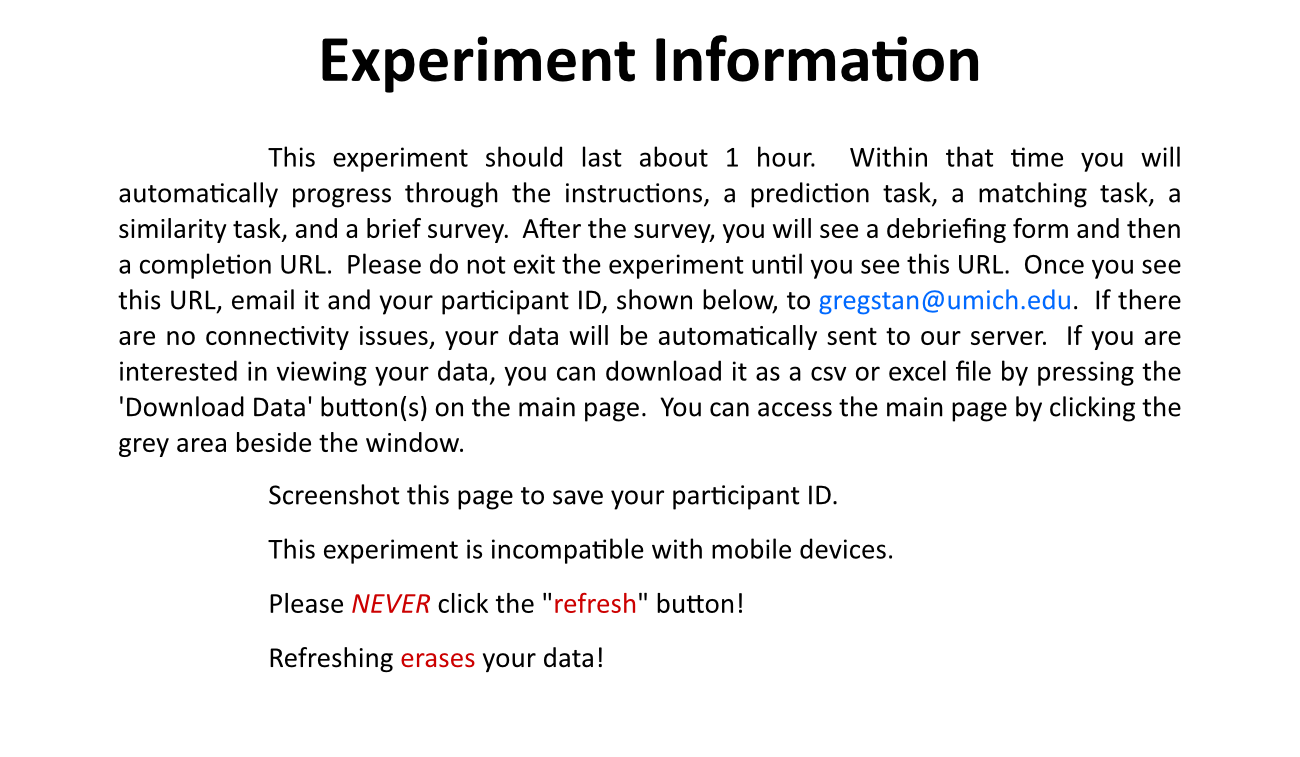 Experiment Information
This experiment should last about 1 hour. Within that time you will
automatically progress through the instructions, a prediction task, a matching task, a
similarity task, and a brief survey. After the survey, you will see a debriefing form and then
a completion URL. Please do not exit the experiment until you see this URL. Once you see
this URL, email it and your participant ID, shown below, to gregstan@umich.edu. If there
are no connectivity issues, your data will be automatically sent to our server. If you are
interested in viewing your data, you can download it as a csv or excel file by pressing the
'Download Data' button(s) on the main page. You can access the main page by clicking the
grey area beside the window.
Screenshot this page to save your participant ID.
This experiment is incompatible with mobile devices.
Please NEVER click the "refresh" button!
Refreshing erases your data!